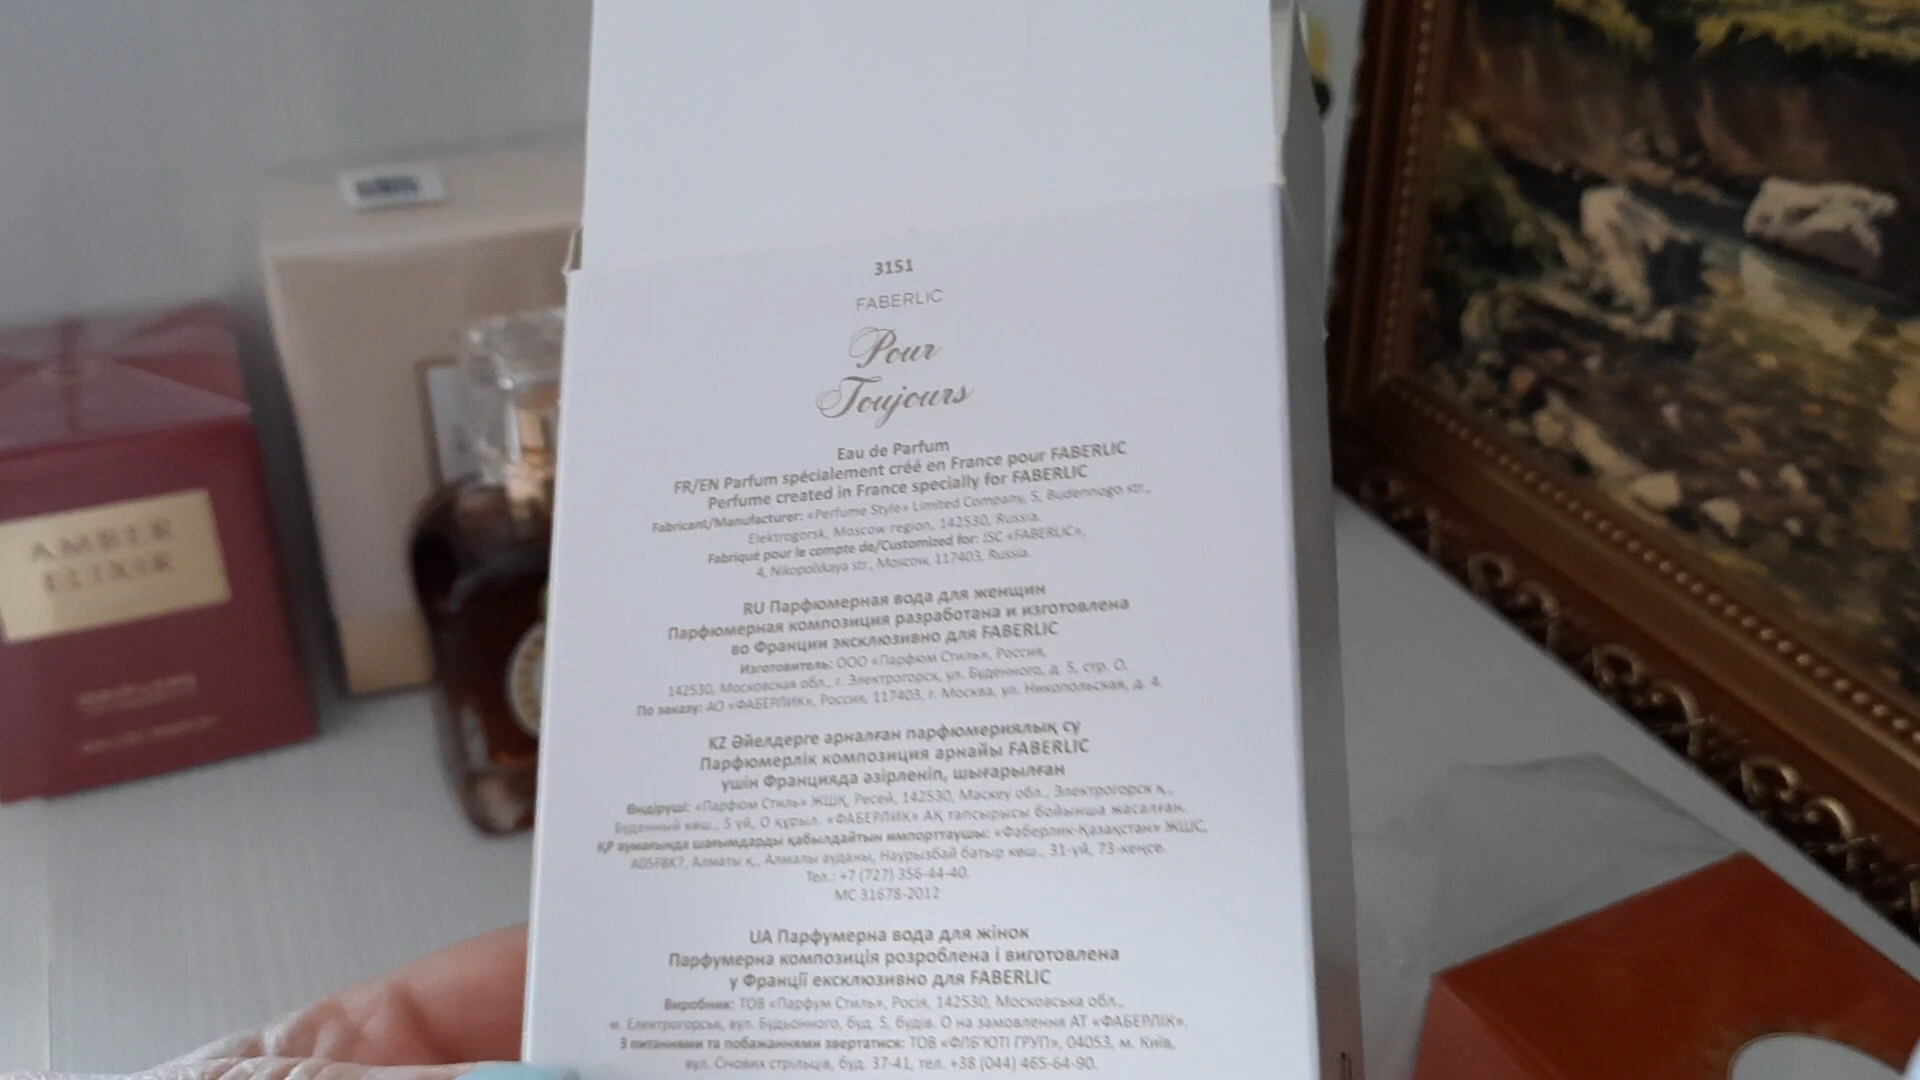 3151
FABERLIC
Pour
Toujours
Eau de Parfum
FR/EN Parfum spécialement créé en France pour FABERLIC
Perfume created in France specially for FABERLIC
Fabricant/Manufacturer: «Perfume Style» Limited Company, 5, Budennogo str.,
Elektrogorsk, Moscow region, 142530, Russia.
Fabriqué pour le compte de/Customized for: JSC «FABERLIC»,
4, Nikopolskaya str., Moscow, 117403, Russia.
RU Парфюмерная вода для женщин
Парфюмерная композиция разработана и изготовлена
во Франции эксклюзивно для FABERLIC
Изготовитель: ООО «Парфюм Стиль», Россия,
142530, Московская обл., г. Электрогорск, ул. Буденного, д. 5, стр. О.
По заказу: АО «ФАБЕРЛИК», Россия, 117403, г. Москва, ул. Никопольская, д. 4.
KZ Әйелдерге арналған парфюмериялық су
Парфюмерлік композиция арнайы FABERLIC
үшін Францияда әзірленіп, шығарылған
Өндіруші: «Парфюм Стиль» ЖШҚ, Ресей, 142530, Мәскеу обл., Электрогорск қ.,
Буденный көш., 5 үй, О құрыл. «ФАБЕРЛИК» АҚ тапсырысы бойынша жасалған.
ҚР аумағында шағымдарды қабылдайтын импорттаушы: «Фаберлик-Казахстан» ЖШС,
A05F8K7, Алматы қ., Алмалы ауданы, Наурызбай батыр көш., 31-үй, 73-кеңсе.
Тел.: +7 (727) 356-44-40.
МС 31678-2012
UA Парфумерна вода для жінок
Парфумерна композиція розроблена і виготовлена
у Франції ексклюзивно для FABERLIC
Виробник: ТОВ «Парфум Стиль», Росія, 142530, Московська обл.,
м. Електрогорськ, вул. Будьонного, буд. 5, будів. О на замовлення АТ «ФАБЕРЛІК».
З питаннями та побажаннями звертатися: ТОВ «ФЛБ'ЮТІ ГРУП», 04053, м. Київ,
вул. Січових стрільців, буд. 37-41, тел. +38 (044) 465-64-90.
AMBER
ELIXIR